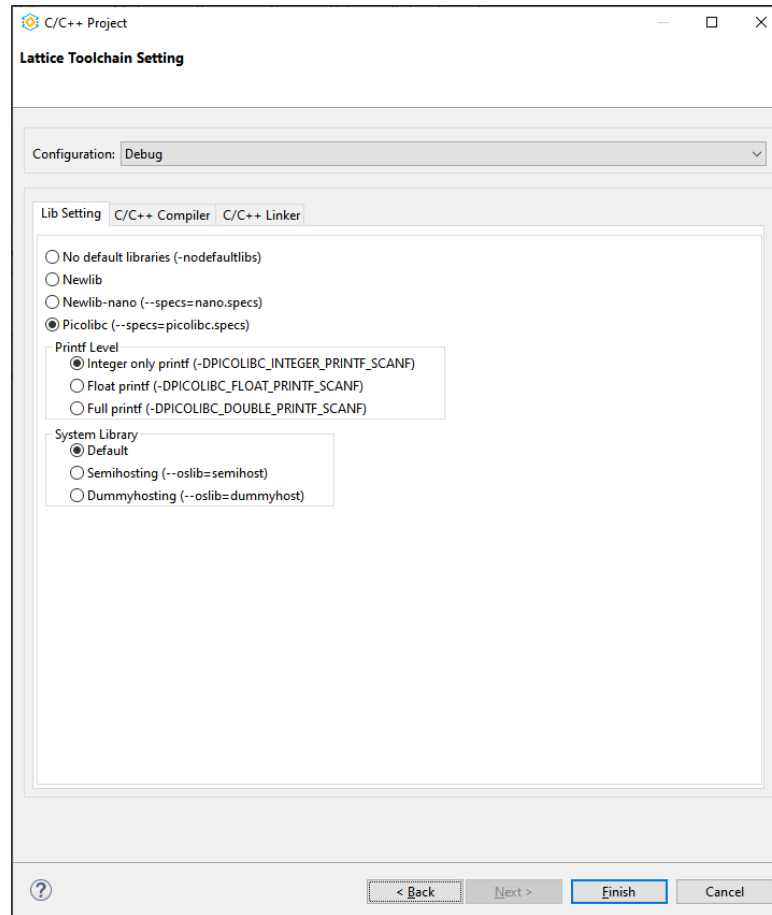 C/C++ Project
Lattice Toolchain Setting
Configuration: Debug
Lib Setting C/C++ Compiler C/C++ Linker
No default libraries (-nodefaultlibs)
Newlib
Newlib-nano (--specs=nano.specs)
Picolibc (--specs=picolibc.specs)
Printf Level
Integer only printf (-DPICOLIBC_INTEGER_PRINTF_SCANF)
Float printf (-DPICOLIBC_FLOAT_PRINTF_SCANF)
Full printf (-DPICOLIBC_DOUBLE_PRINTF_SCANF)
System Library
Default
Semihosting (--oslib=semihost)
Dummyhosting (--oslib=dummyhost)
? < Back Next > Finish Cancel